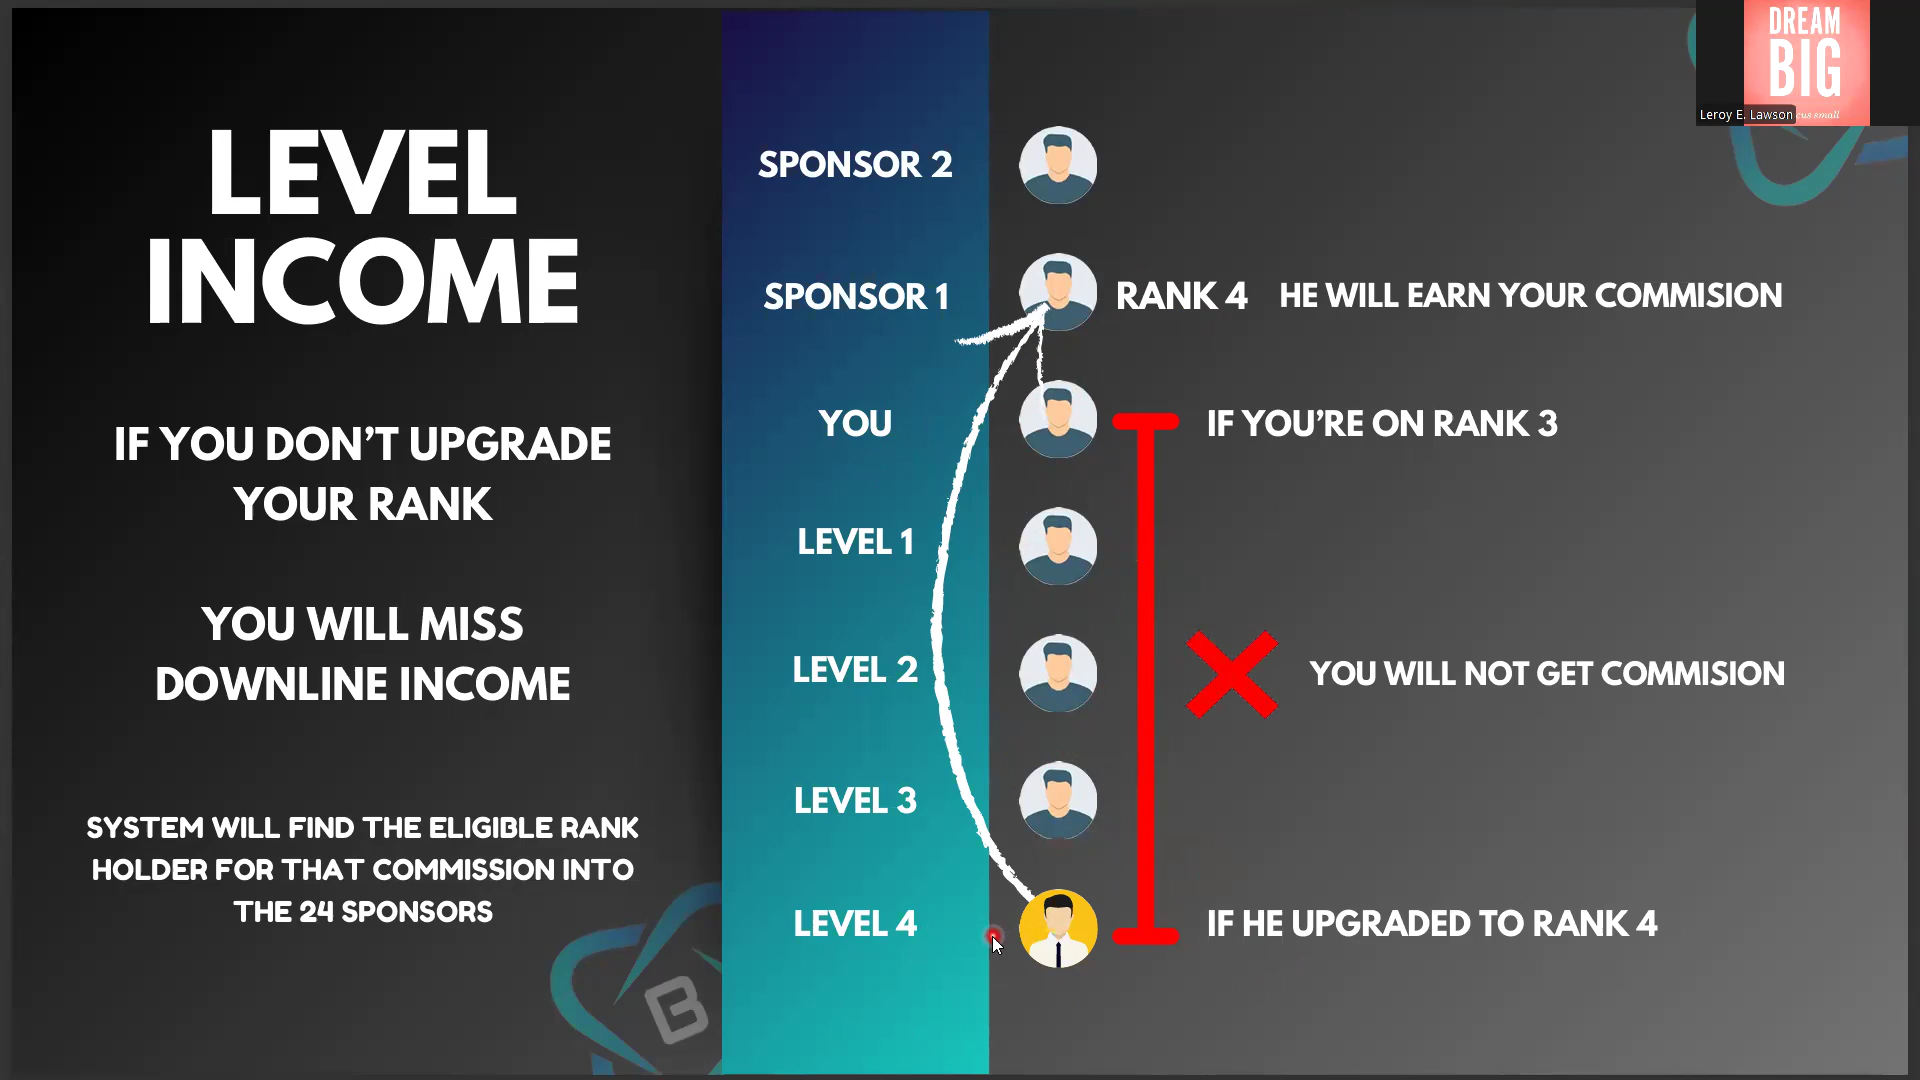 DREAM
BIG
Leroy E. Lawson
cus small
LEVEL
INCOME
IF YOU DON'T UPGRADE
YOUR RANK
YOU WILL MISS
DOWNLINE INCOME
SYSTEM WILL FIND THE ELIGIBLE RANK
HOLDER FOR THAT COMMISSION INTO
THE 24 SPONSORS
B
SPONSOR 2
SPONSOR 1 RANK 4 HE WILL EARN YOUR COMMISION
YOU IF YOU'RE ON RANK 3
LEVEL 1
LEVEL 2 YOU WILL NOT GET COMMISION
LEVEL 3
LEVEL 4 IF HE UPGRADED TO RANK 4